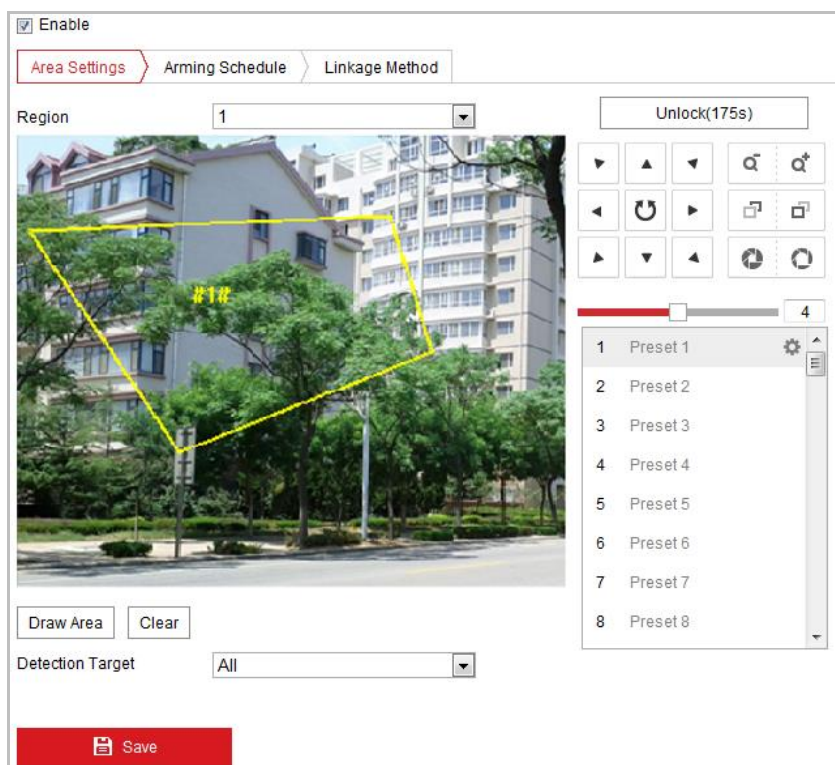 Enable
Area Settings Arming Schedule Linkage Method
Region 1
Unlock(175s)
#1#
4
1 Preset 1
2 Preset 2
3 Preset 3
4 Preset 4
5 Preset 5
6 Preset 6
7 Preset 7
8 Preset 8
Draw Area Clear
Detection Target All
Save